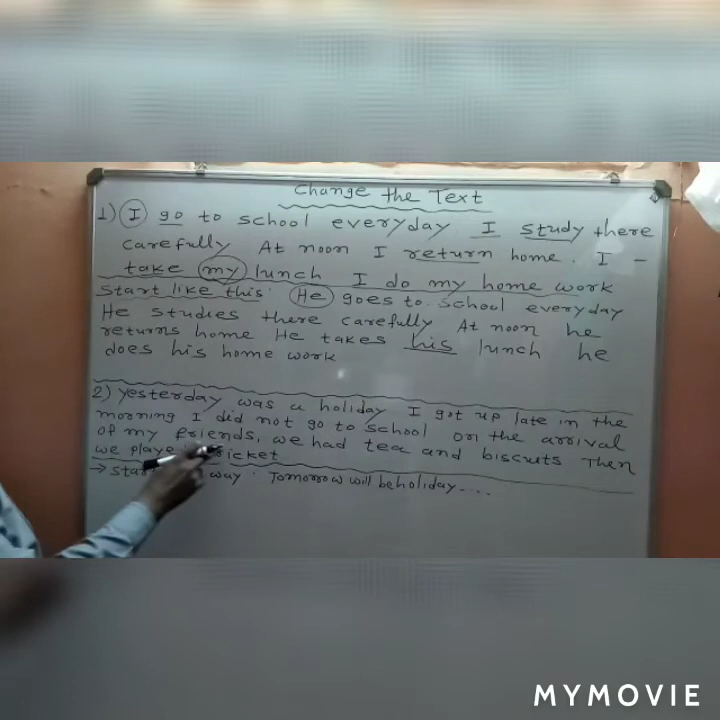 Change the Text
1) I go to school everyday I study there
carefully At noon I return home. I -
take my lunch I do my home work
Start like this: He goes to school everyday
He studies there carefully At noon he
returns home He takes his lunch he
does his home work
2) Yesterday was a holiday I got up late in the
morning I did not go to school on the arrival
of my friends, we had tea and biscuits Then
we
→ way. Tomorrow will be holiday....
MYMOVIE